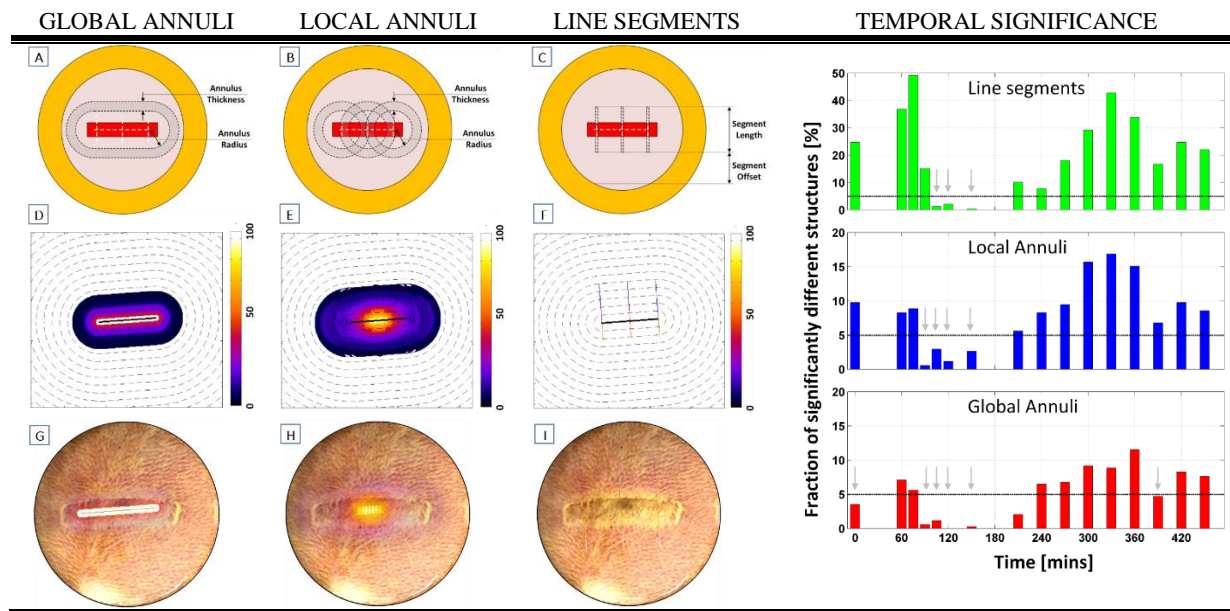 GLOBAL ANNULI
LOCAL ANNULI
LINE SEGMENTS
TEMPORAL SIGNIFICANCE
A
Annulus
Thickness
Annulus
Radius
B
Annulus
Thickness
Annulus
Radius
C
Segment
Length
Segment
Offset
D
100
50
0
E
100
50
0
F
100
50
0
G
H
I
Fraction of significantly different structures [%]
Line segments
50
40
30
20
10
0
Local Annuli
20
15
10
5
0
Global Annuli
20
15
10
5
0
0 60 120 180 240 300 360 420
Time [mins]